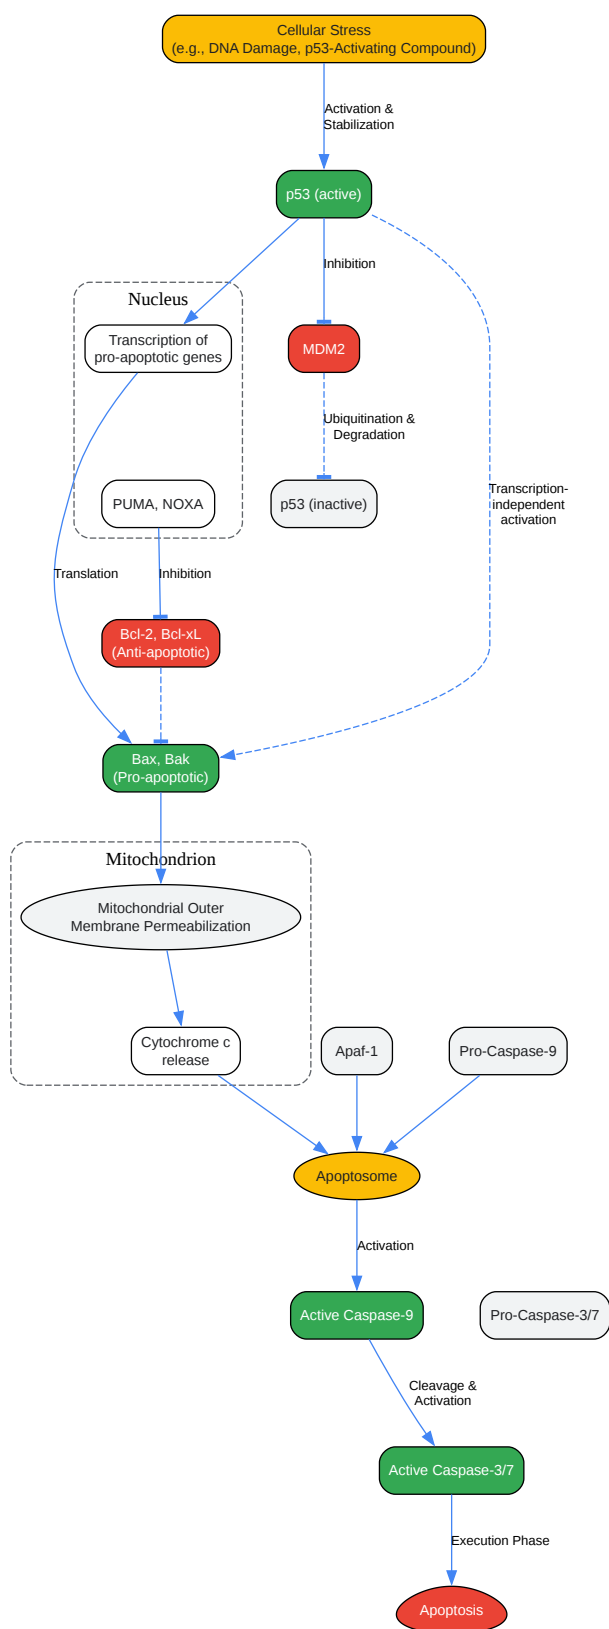 Cellular Stress
(e.g., DNA Damage, p53-Activating Compound)
Activation &
Stabilization
p53 (active)
Inhibition
Nucleus
Transcription of
pro-apoptotic genes
MDM2
Ubiquitination &
Degradation
PUMA, NOXA
p53 (inactive)
Transcription-
independent
activation
Translation
Inhibition
Bcl-2, Bcl-xL
(Anti-apoptotic)
Bax, Bak
(Pro-apoptotic)
Mitochondrion
Mitochondrial Outer
Membrane Permeabilization
Cytochrome c
release
Apaf-1
Pro-Caspase-9
Apoptosome
Activation
Active Caspase-9
Pro-Caspase-3/7
Cleavage &
Activation
Active Caspase-3/7
Execution Phase
Apoptosis